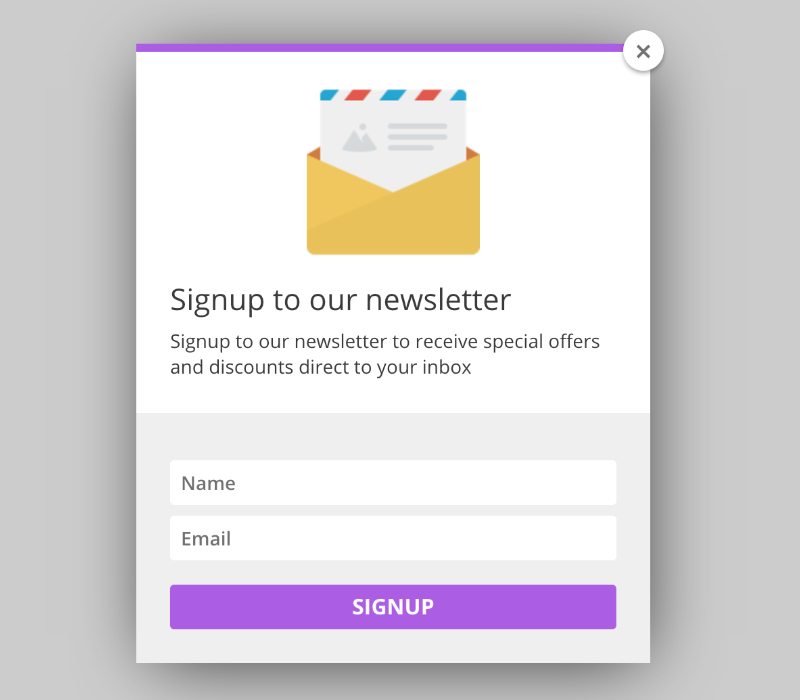 Signup to our newsletter
Signup to our newsletter to receive special offers
and discounts direct to your inbox
Name
Email
SIGNUP